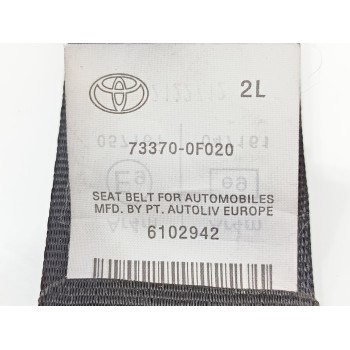 2L
73370-0F020
SEAT BELT FOR AUTOMOBILES
MFD. BY PT. AUTOLIV EUROPE
6102942